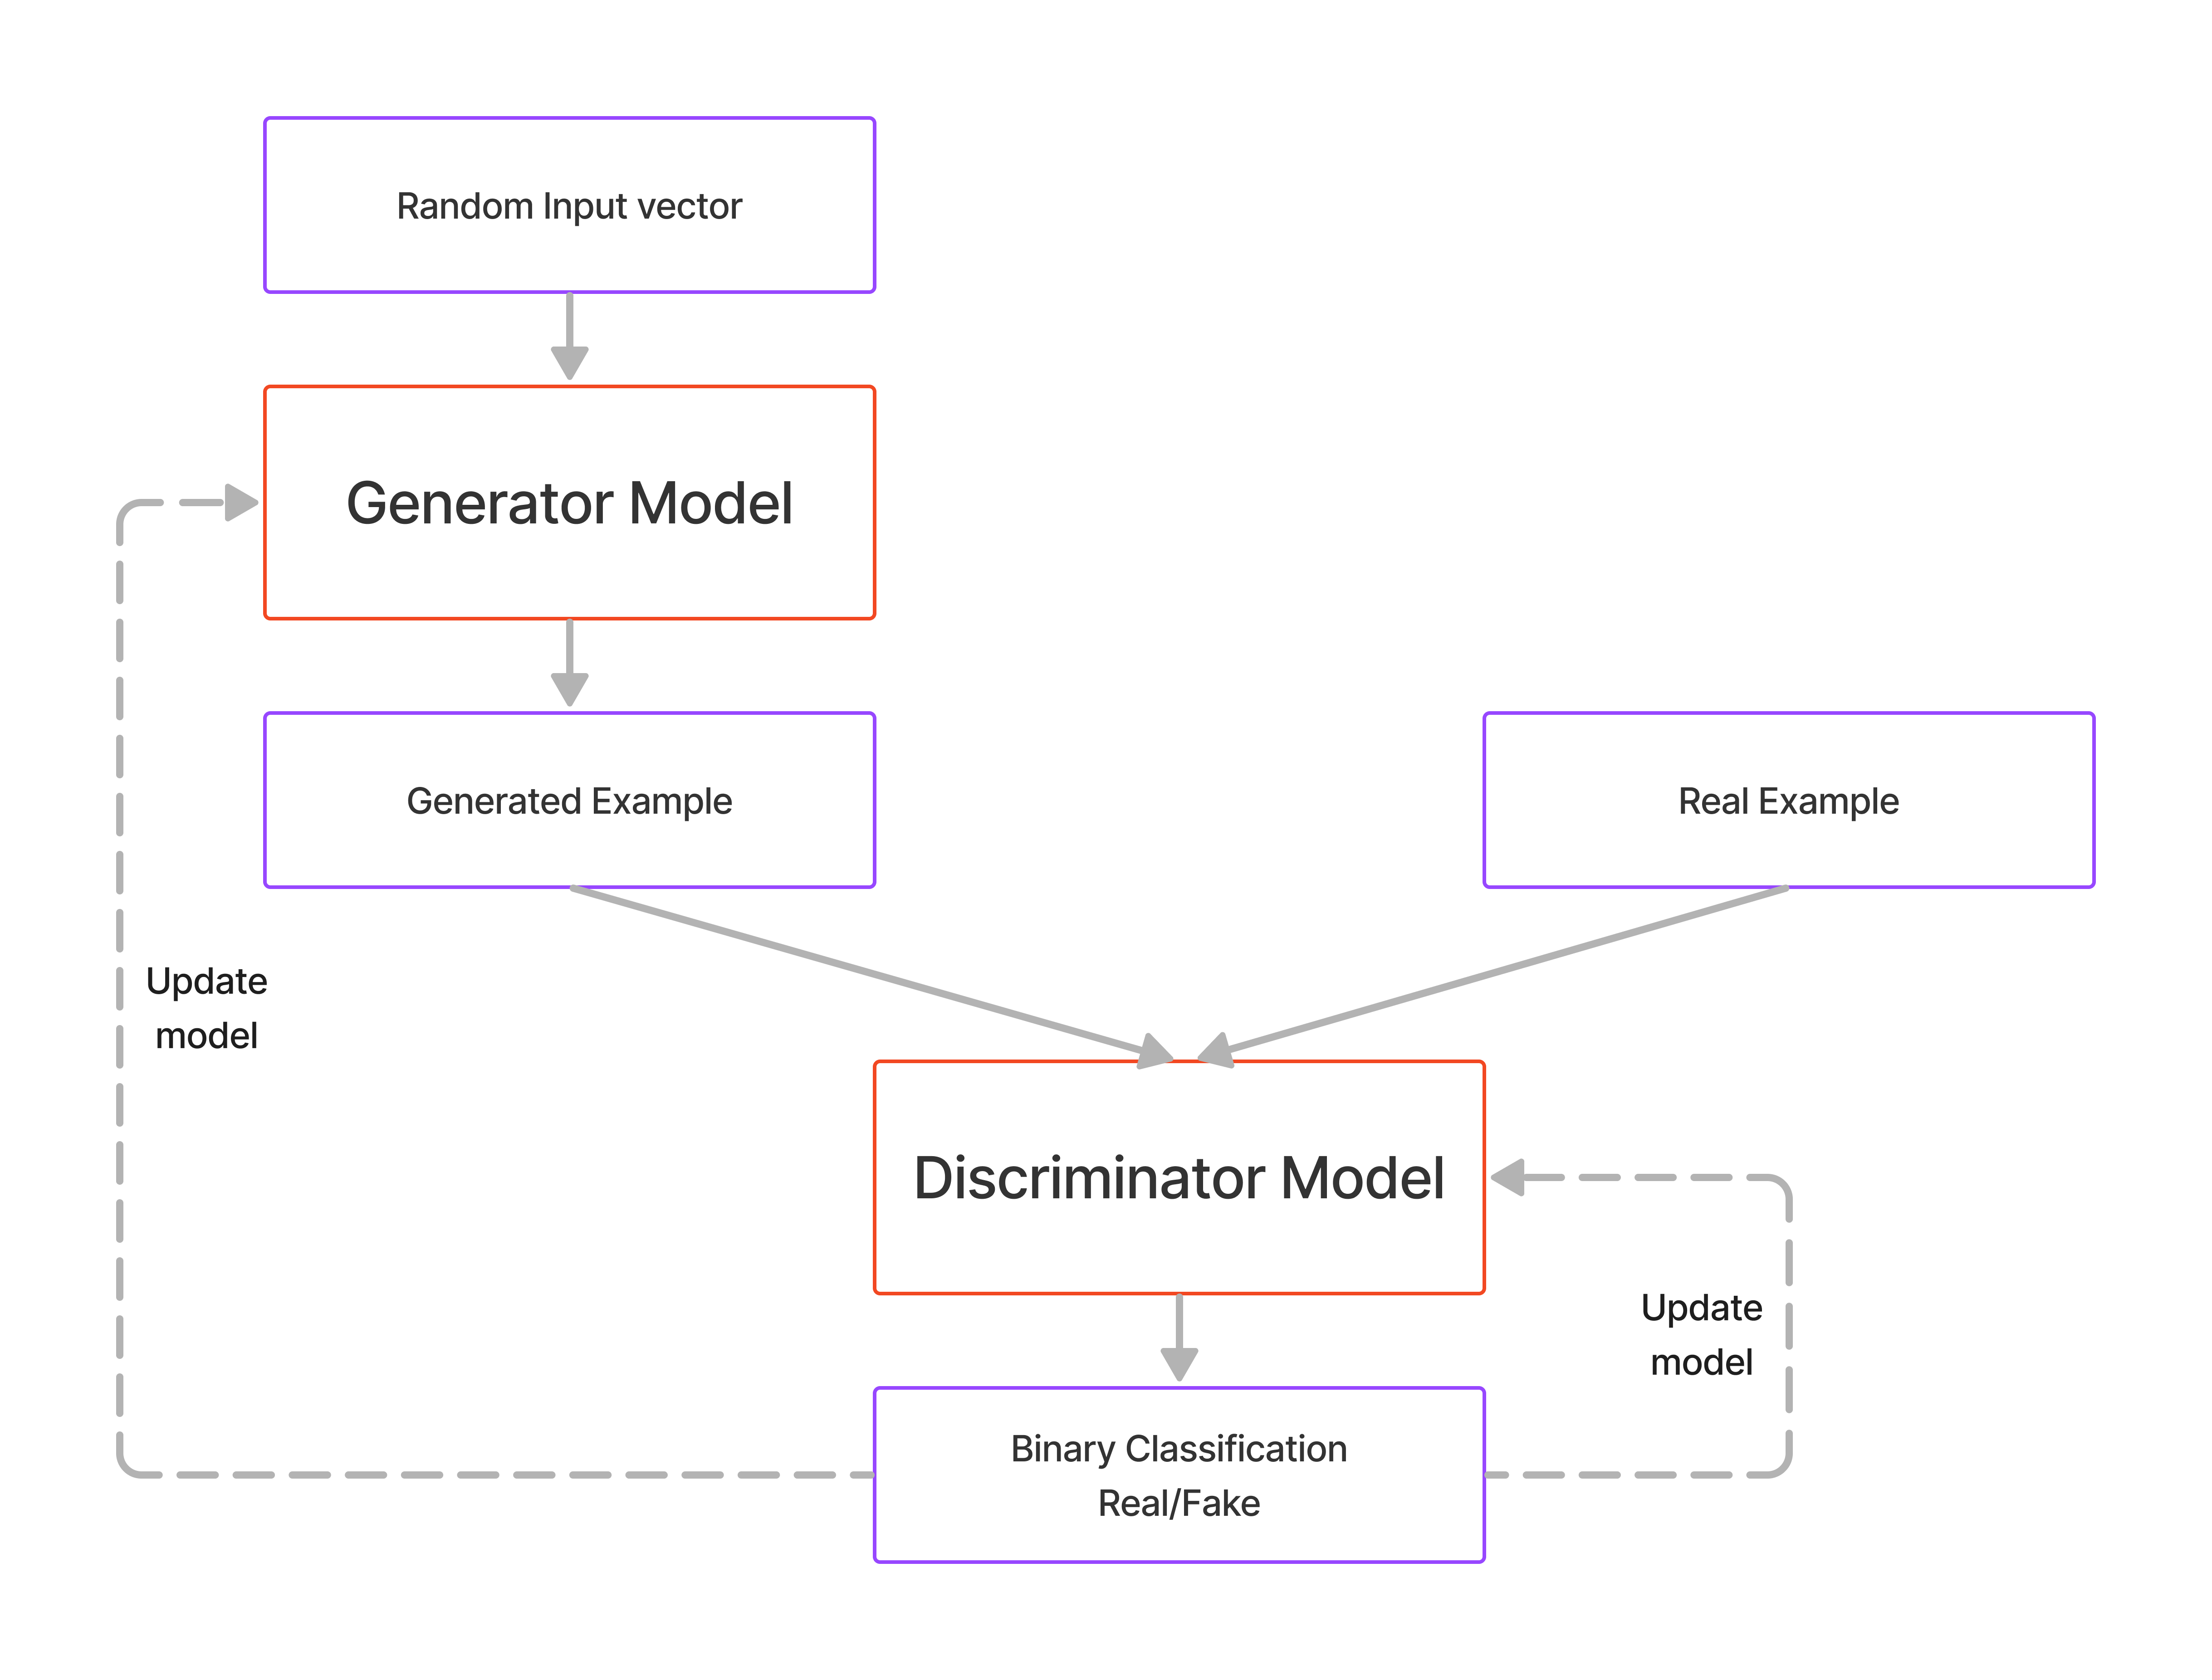 Random Input vector
Generator Model
Generated Example
Real Example
Update
model
Discriminator Model
Update
model
Binary Classification
Real/Fake